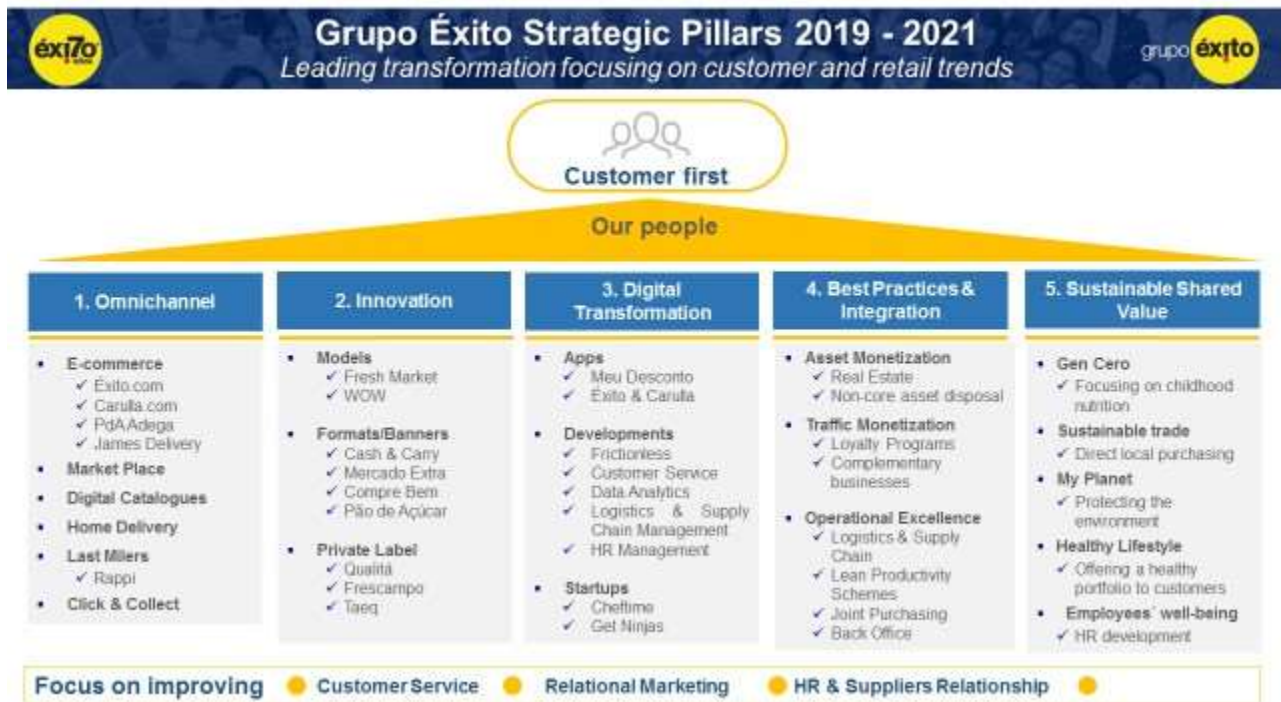 éxi7o
Grupo Éxito Strategic Pillars 2019 - 2021
Leading transformation focusing on customer and retail trends
grupo éxito
Customer first
Our people
1. Omnichannel
E-commerce
Exito.com
Carulla.com
PdA Adega
James Delivery
Market Place
Digital Catalogues
Home Delivery
Last Milers
Rappi
Click & Collect
2. Innovation
Models
Fresh Market
WOW
Formats/Banners
Cash & Carry
Mercado Extra
Compre Bem
Pão de Açúcar
Private Label
Qualitá
Frescampo
Taeq
3. Digital
Transformation
Apps
Meu Desconto
Éxito & Carulla
Developments
Frictionless
Customer Service
Data Analytics
Logistics & Supply
Chain Management
HR Management
Startups
Cheftime
Get Ninjas
4. Best Practices &
Integration
Asset Monetization
Real Estate
Non-core asset disposal
Traffic Monetization
Loyalty Programs
Complementary
businesses
Operational Excellence
Logistics & Supply
Chain
Lean Productivity
Schemes
Joint Purchasing
Back Office
5. Sustainable Shared
Value
Gen Cero
Focusing on childhood
nutrition
Sustainable trade
Direct local purchasing
My Planet
Protecting the
environment
Healthy Lifestyle
Offering a healthy
portfolio to customers
Employees´ well-being
HR development
Focus on improving Customer Service Relational Marketing HR & Suppliers Relationship